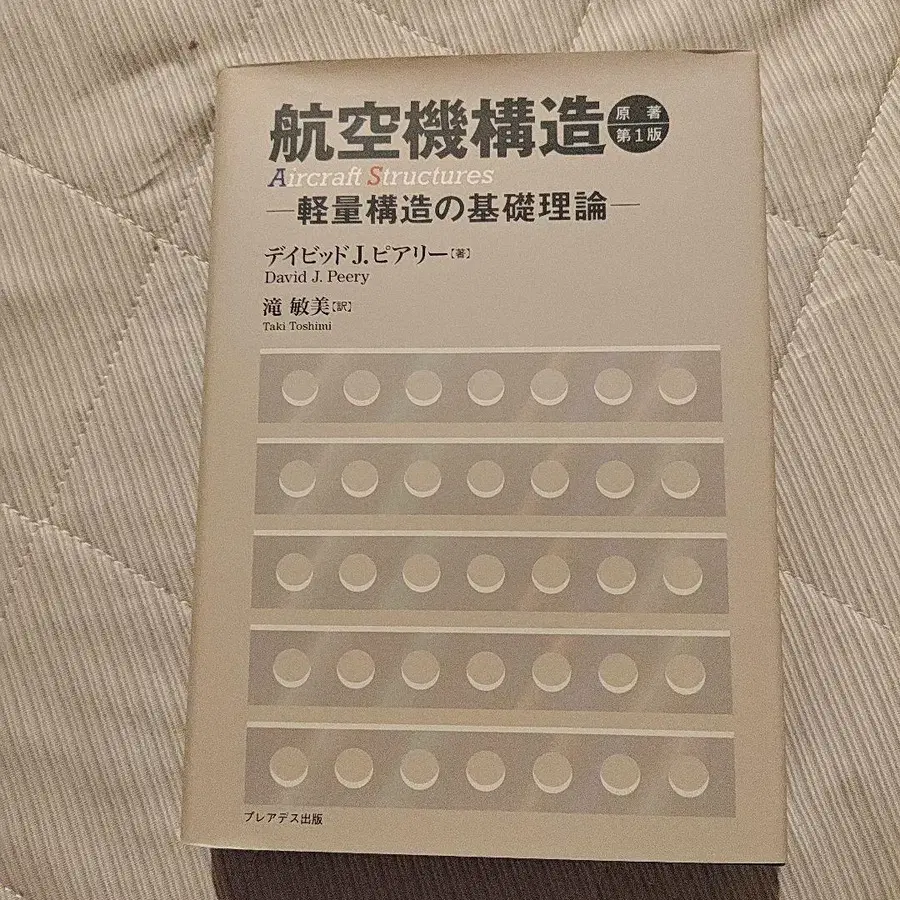 航空機構造
原著
第1版
Aircraft Structures
―軽量構造の基礎理論―
デイビッドJ.ピアリー【著】
David J. Peery
滝 敏美【訳】
Taki Toshimi
プレアデス出版